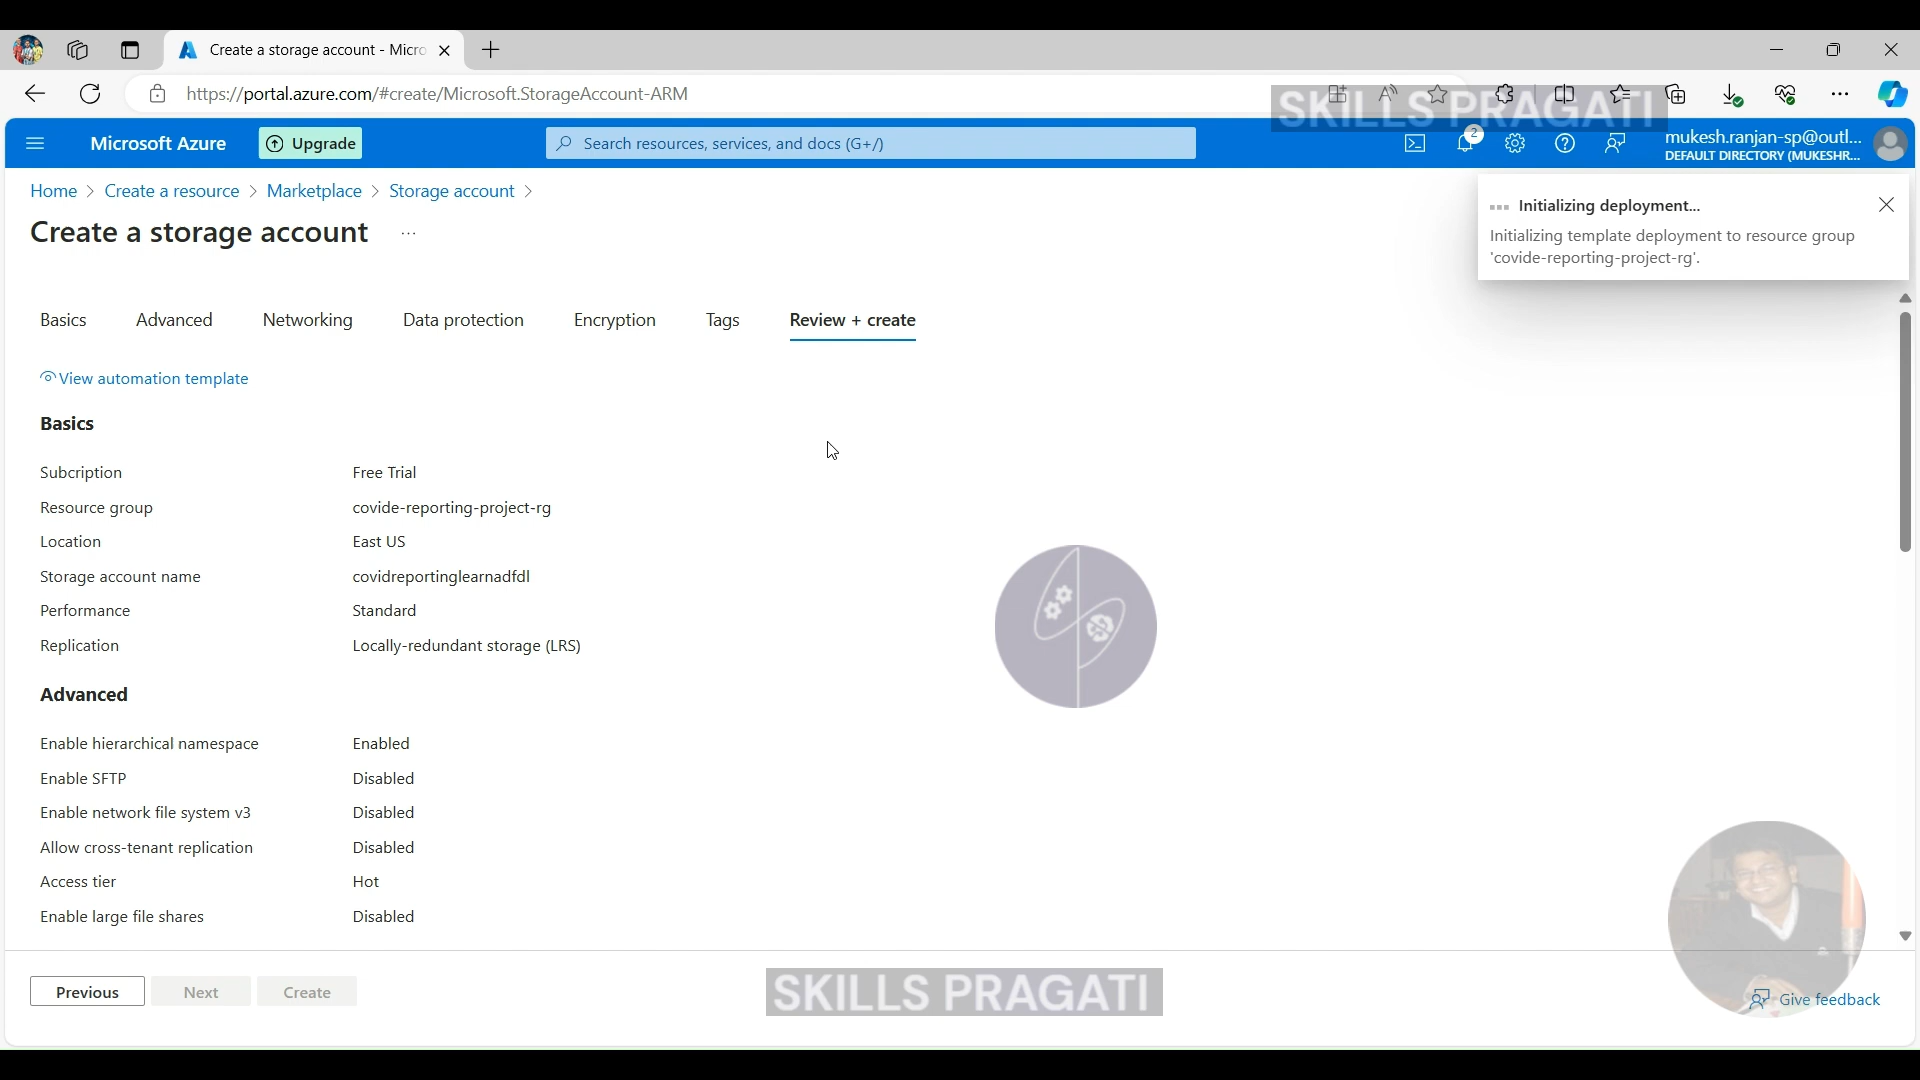 Create a storage account - Micro
https://portal.azure.com/#create/Microsoft.StorageAccount-ARM
SKILLS PRAGATI
Microsoft Azure
Upgrade
Search resources, services, and docs (G+/)
2
mukesh.ranjan-sp@outl...
DEFAULT DIRECTORY (MUKESHR...
Home > Create a resource > Marketplace > Storage account >
Create a storage account ...
Initializing deployment...
Initializing template deployment to resource group
'covide-reporting-project-rg'.
Basics Advanced Networking Data protection Encryption Tags Review + create
View automation template
Basics
Subcription Free Trial
Resource group covide-reporting-project-rg
Location East US
Storage account name covidreportinglearnadfdl
Performance Standard
Replication Locally-redundant storage (LRS)
Advanced
Enable hierarchical namespace Enabled
Enable SFTP Disabled
Enable network file system v3 Disabled
Allow cross-tenant replication Disabled
Access tier Hot
Enable large file shares Disabled
Previous Next Create
SKILLS PRAGATI
Give feedback